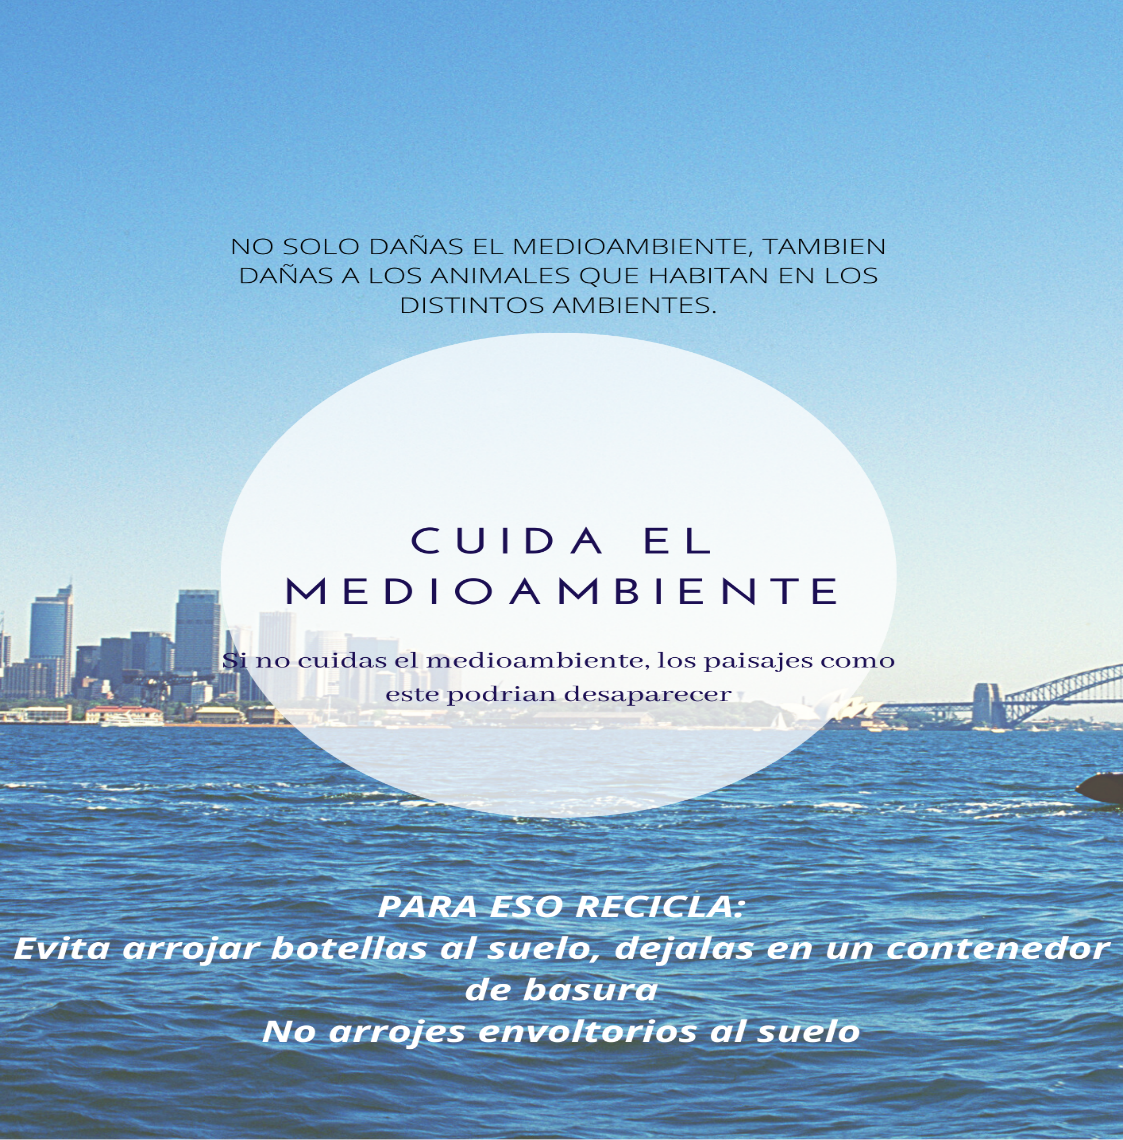 NO SOLO DAÑAS EL MEDIOAMBIENTE, TAMBIEN
DAÑAS A LOS ANIMALES QUE HABITAN EN LOS
DISTINTOS AMBIENTES.
CUIDA EL
MEDIOAMBIENTE
Si no cuidas el medioambiente, los paisajes como
este podrian desaparecer
PARA ESO RECICLA:
Evita arrojar botellas al suelo, dejalas en un contenedor
de basura
No arrojes envoltorios al suelo